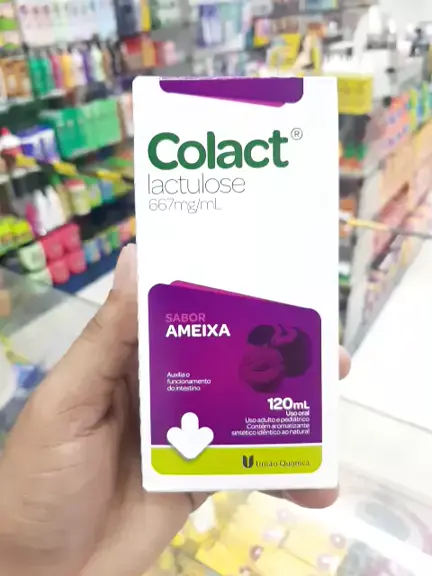 Colact®
lactulose
667mg/mL
SABOR
AMEIXA
Auxilia o
funcionamento
do intestino
120mL
Uso oral
Uso adulto e pediátrico
Contém aromatizante
sintético idêntico ao natural
União Química